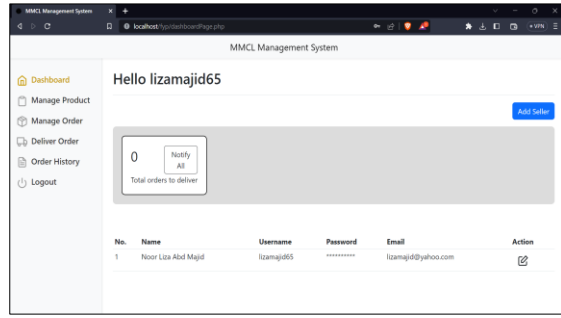 MMCL Management System
localhost/fyp/dashboardPage.php
VPN
MMCL Management System
Dashboard
Manage Product
Manage Order
Deliver Order
Order History
Logout
Hello lizamajid65
Add Seller
0
Notify
All
Total orders to deliver
No. Name Username Password Email Action
1 Noor Liza Abd Majid lizamajid65 ********** lizamajid@yahoo.com